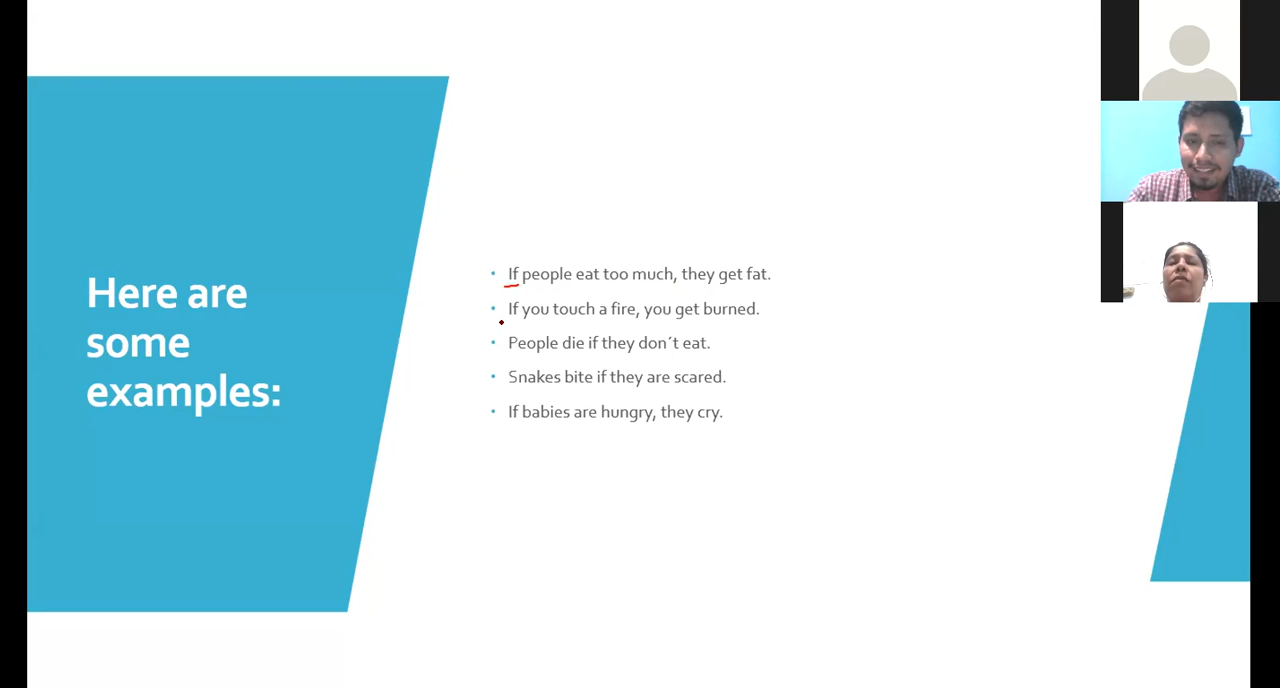 Here are
some
examples:
If people eat too much, they get fat.
If you touch a fire, you get burned.
People die if they don´t eat.
Snakes bite if they are scared.
If babies are hungry, they cry.